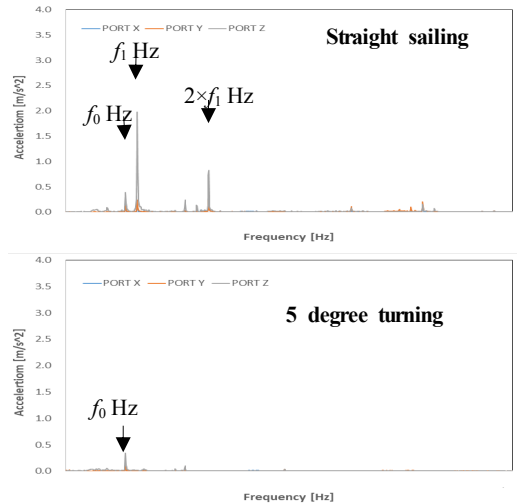 4.0
3.5
3.0
2.5
2.0
1.5
1.0
0.5
0.0
Accelertiom [m/s^2]
PORT X PORT Y PORT Z
Straight sailing
f₁ Hz
f₀ Hz
2×f₁ Hz
Frequency [Hz]
4.0
3.5
3.0
2.5
2.0
1.5
1.0
0.5
0.0
Accelertiom [m/s^2]
PORT X PORT Y PORT Z
5 degree turning
f₀ Hz
Frequency [Hz]